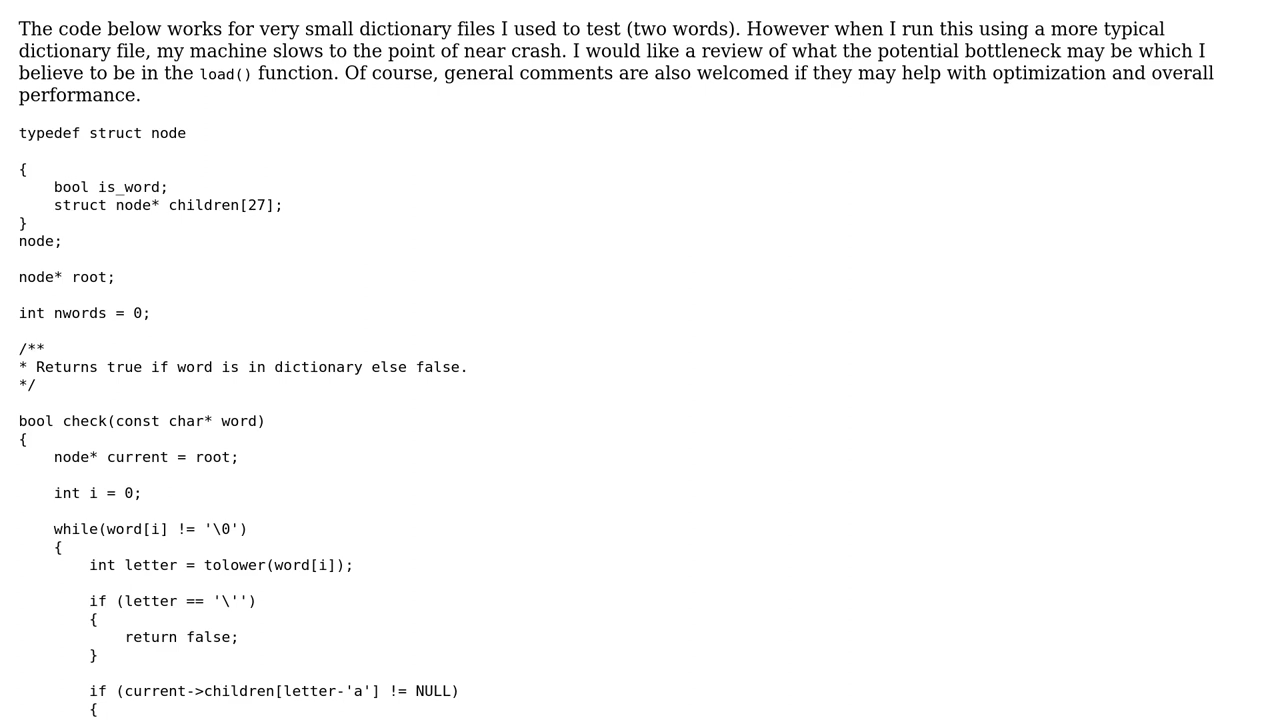 The code below works for very small dictionary files I used to test (two words). However when I run this using a more typical
dictionary file, my machine slows to the point of near crash. I would like a review of what the potential bottleneck may be which I
believe to be in the load() function. Of course, general comments are also welcomed if they may help with optimization and overall
performance.
typedef struct node
{
    bool is_word;
    struct node* children[27];
}
node;
node* root;
int nwords = 0;
/**
* Returns true if word is in dictionary else false.
*/
bool check(const char* word)
{
    node* current = root;
    int i = 0;
    while(word[i] != '\0')
    {
        int letter = tolower(word[i]);
        if (letter == '\'')
        {
            return false;
        }
        if (current->children[letter-'a'] != NULL)
        {